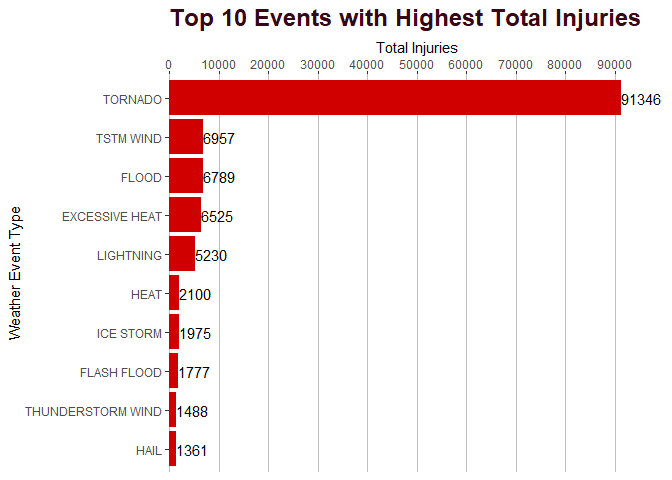 Top 10 Events with Highest Total Injuries
Total Injuries
0 10000 20000 30000 40000 50000 60000 70000 80000 90000
Weather Event Type
TORNADO 91346
TSTM WIND 6957
FLOOD 6789
EXCESSIVE HEAT 6525
LIGHTNING 5230
HEAT 2100
ICE STORM 1975
FLASH FLOOD 1777
THUNDERSTORM WIND 1488
HAIL 1361